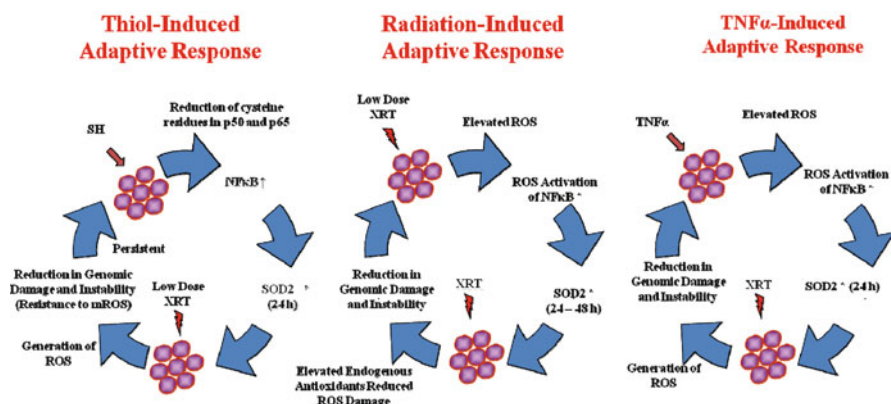 Thiol-Induced
Adaptive Response
SH
Reduction of cysteine
residues in p50 and p65
NFκB ↑
SOD2 ^
(24h)
Low Dose
XRT
Generation of
ROS
Reduction in Genomic
Damage and Instability
(Resistance to mROS)
Persistent
Radiation-Induced
Adaptive Response
Low Dose
XRT
Elevated ROS
ROS Activation
of NFκB ^
SOD2 ^
(24–48 h)
XRT
Elevated Endogenous
Antioxidants Reduced
ROS Damage
Reduction in
Genomic Damage
and Instability
TNFα-Induced
Adaptive Response
TNFα
Elevated ROS
ROS Activation
of NFκB ^
SOD2 ^ (24h)
XRT
Generation of
ROS
Reduction in
Genomic Damage
and Instability